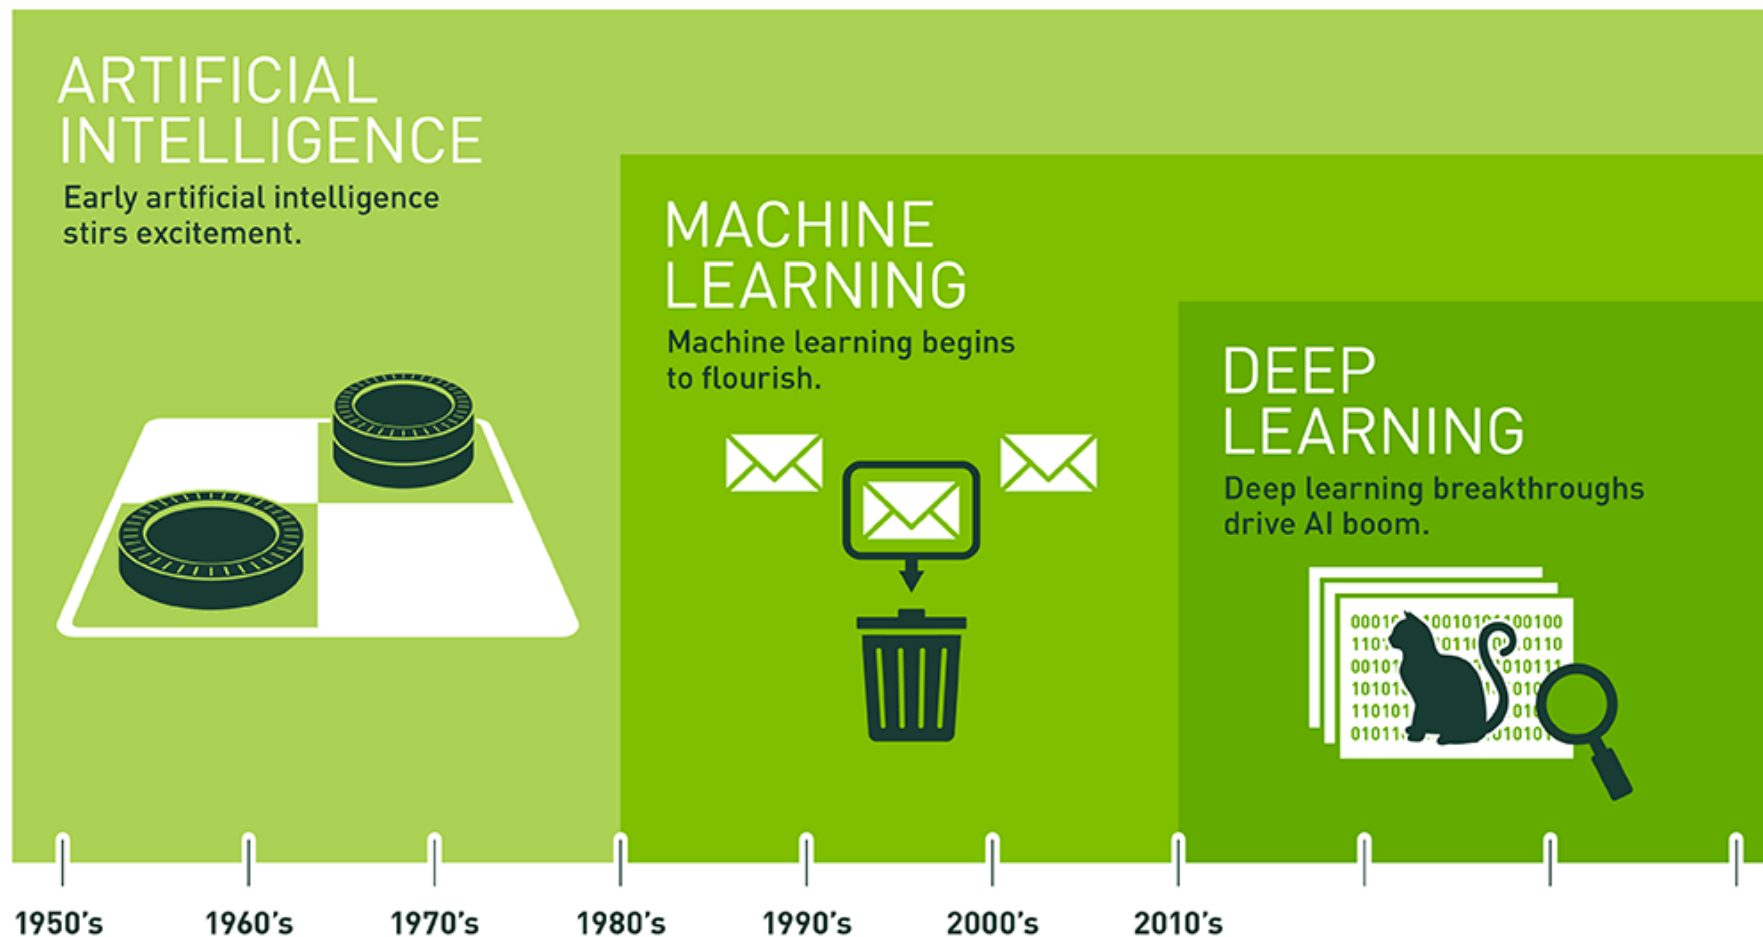 ARTIFICIAL
INTELLIGENCE
Early artificial intelligence
stirs excitement.
MACHINE
LEARNING
Machine learning begins
to flourish.
DEEP
LEARNING
Deep learning breakthroughs
drive AI boom.
1950's 1960's 1970's 1980's 1990's 2000's 2010's